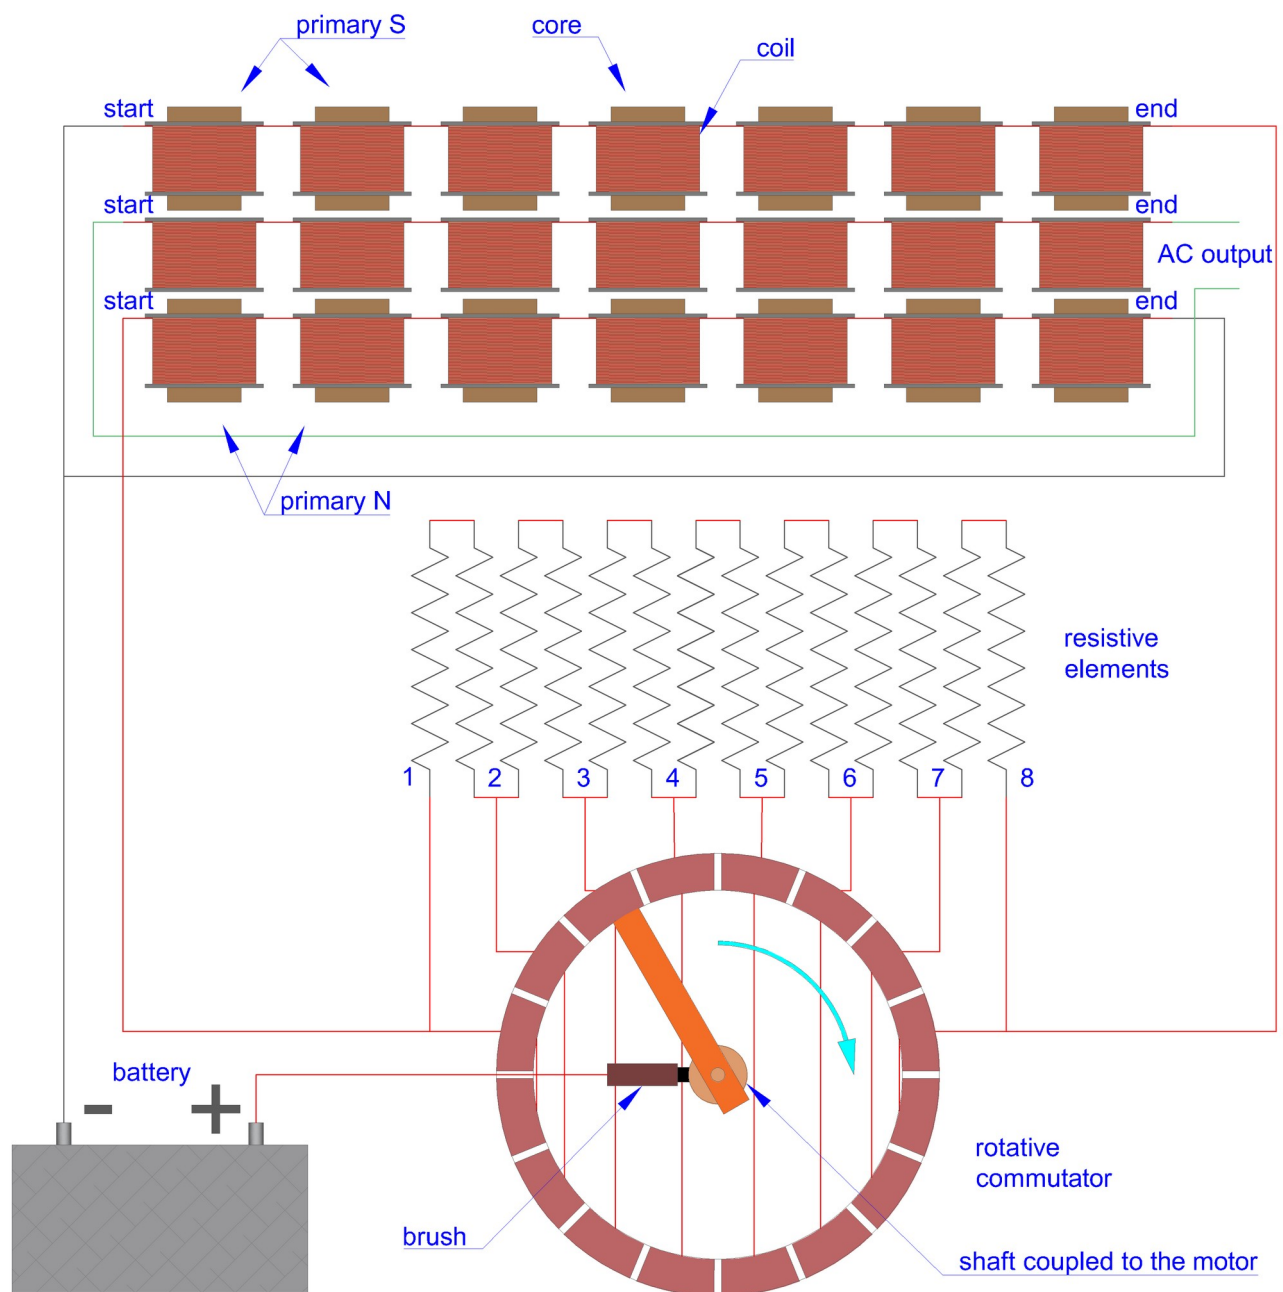 primary S
core
coil
start
end
start
end
AC output
start
end
primary N
resistive
elements
1 2 3 4 5 6 7 8
battery
- +
rotative
commutator
brush
shaft coupled to the motor